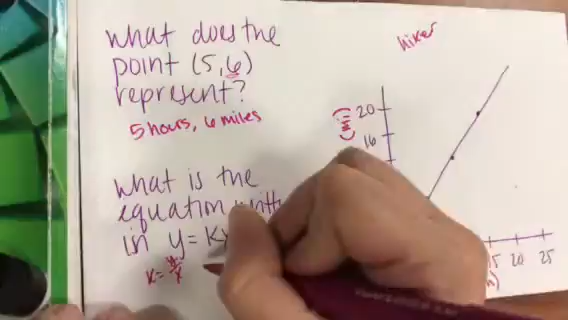 What does the
point (5,6)
represent?
5 hours, 6 miles
What is the
equation
in y=kx
k=y/x
hiker
20
16
15 20 25